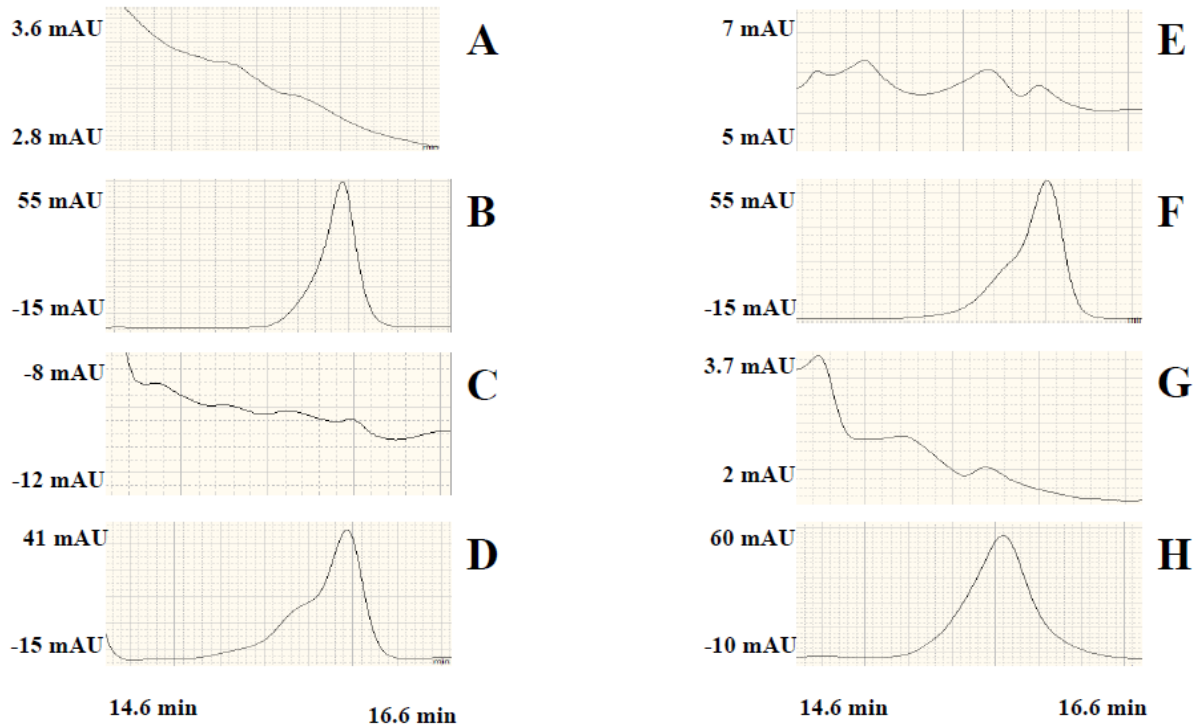 3.6 mAU
A
2.8 mAU
min
55 mAU
B
-15 mAU
-8 mAU
C
-12 mAU
41 mAU
D
-15 mAU
min
14.6 min
16.6 min
7 mAU
E
5 mAU
55 mAU
F
-15 mAU
3.7 mAU
G
2 mAU
60 mAU
H
-10 mAU
14.6 min
16.6 min